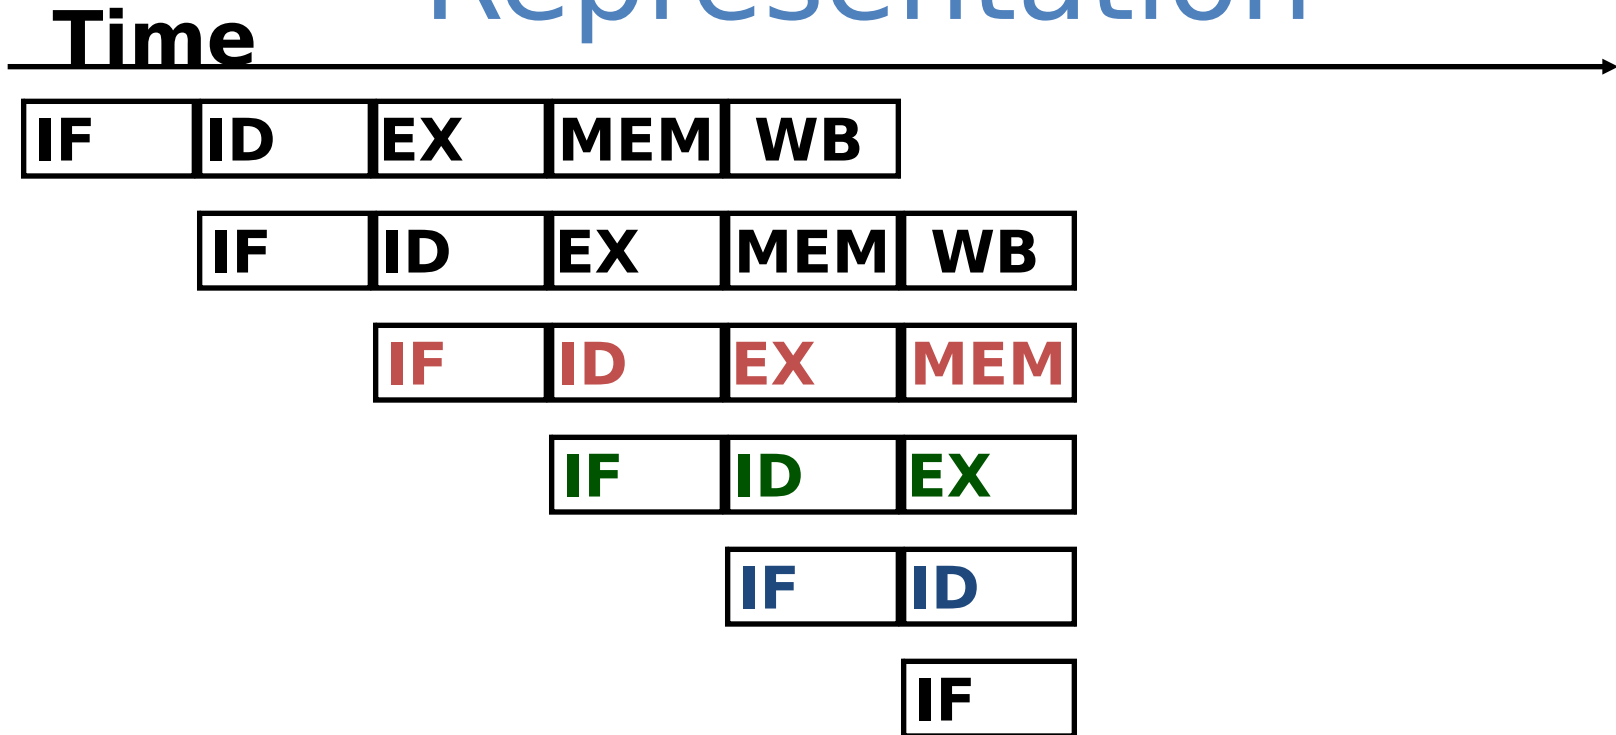 Representation
Time
IF ID EX MEM WB
IF ID EX MEM WB
IF ID EX MEM
IF ID EX
IF ID
IF